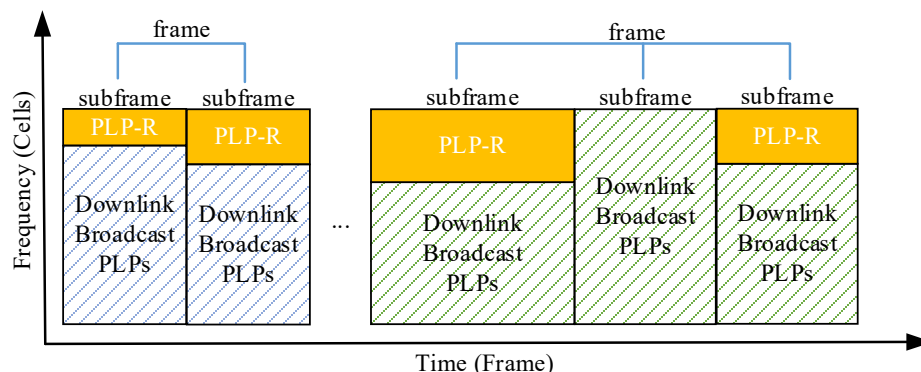 frame
frame
subframe
subframe
subframe
subframe
subframe
PLP-R
PLP-R
PLP-R
PLP-R
Downlink
Broadcast
PLPs
Downlink
Broadcast
PLPs
...
Downlink
Broadcast
PLPs
Downlink
Broadcast
PLPs
Downlink
Broadcast
PLPs
Frequency (Cells)
Time (Frame)